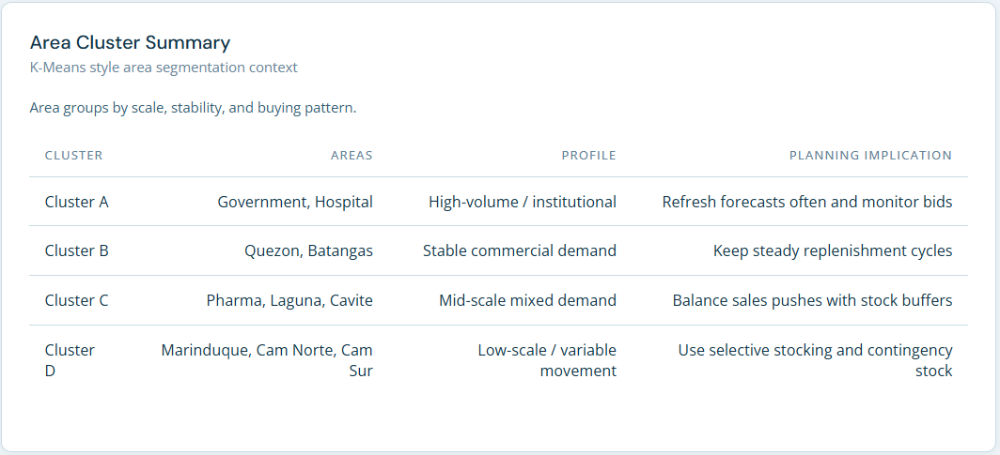 Area Cluster Summary
K-Means style area segmentation context
Area groups by scale, stability, and buying pattern.
CLUSTER AREAS PROFILE PLANNING IMPLICATION
Cluster A Government, Hospital High-volume / institutional Refresh forecasts often and monitor bids
Cluster B Quezon, Batangas Stable commercial demand Keep steady replenishment cycles
Cluster C Pharma, Laguna, Cavite Mid-scale mixed demand Balance sales pushes with stock buffers
Cluster Marinduque, Cam Norte, Cam Low-scale / variable Use selective stocking and contingency
D Sur movement stock